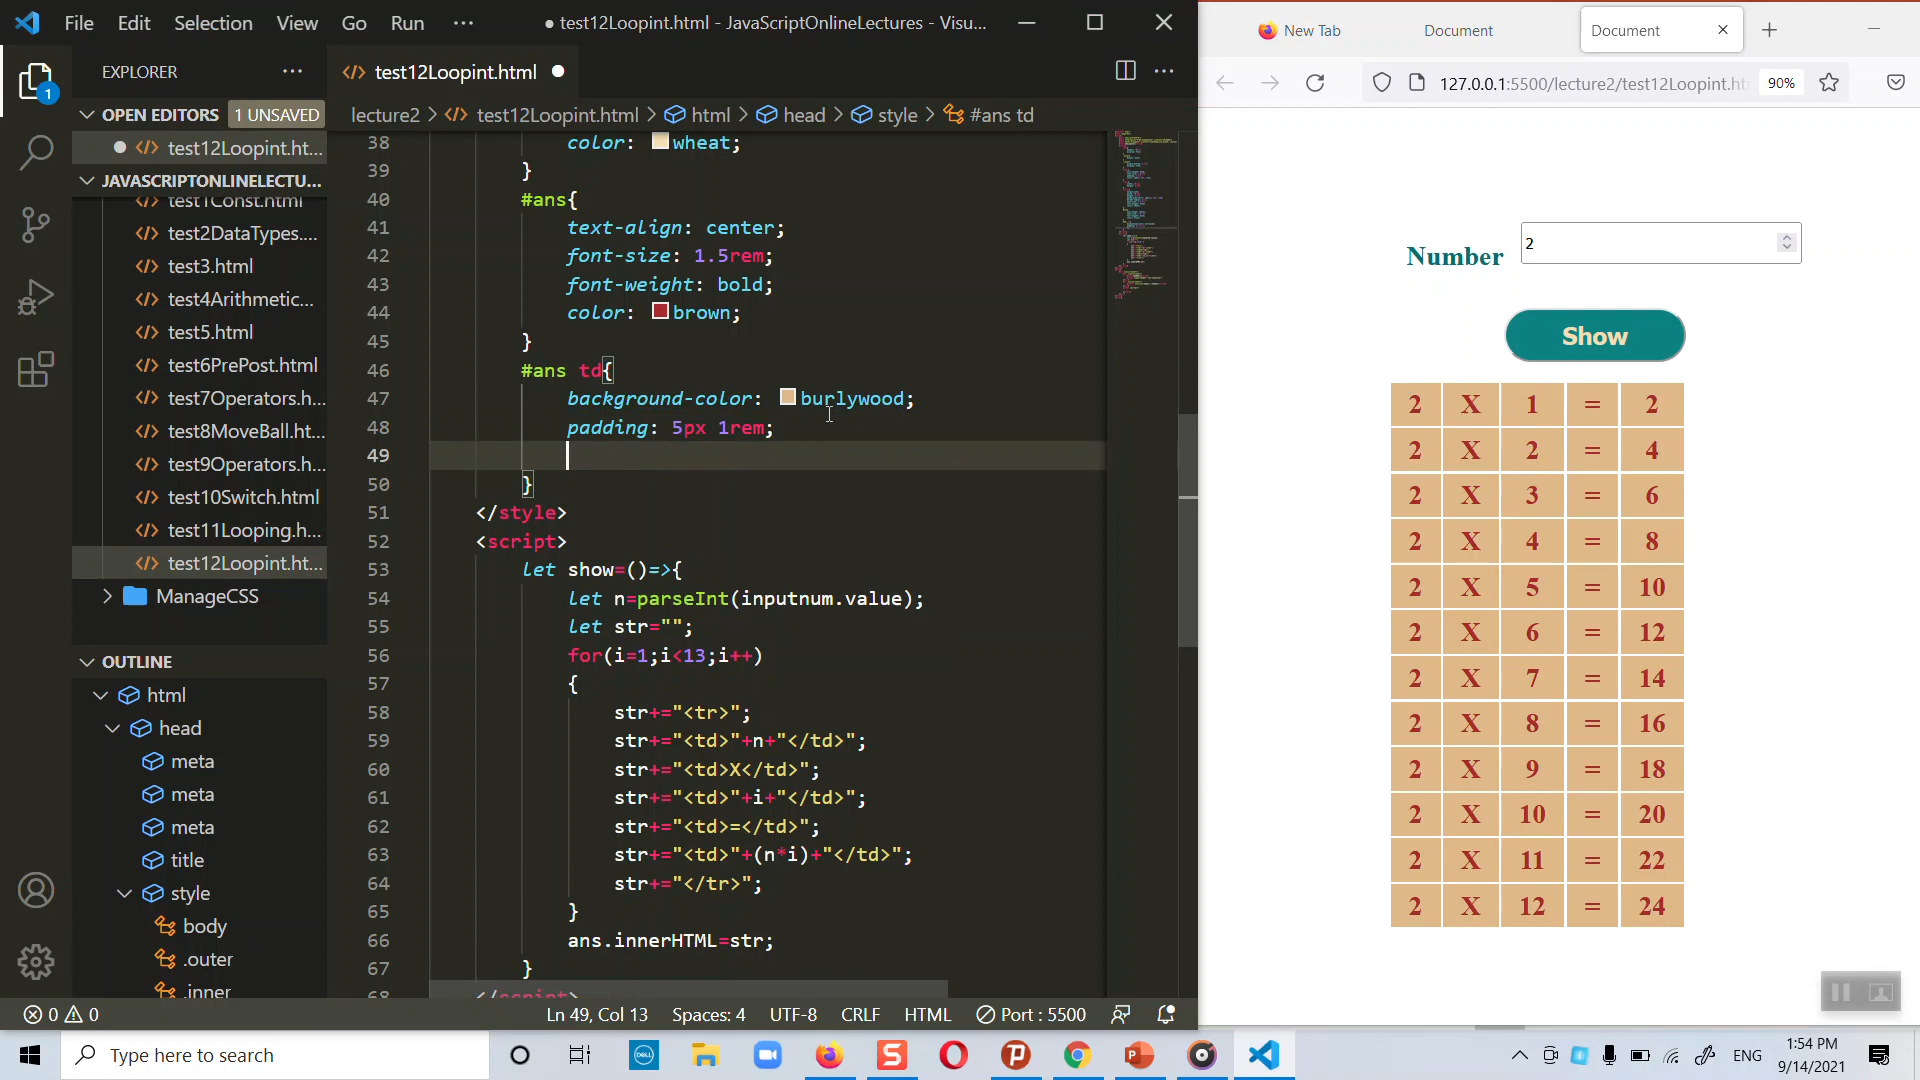 File Edit Selection View Go Run ···
● test12Loopint.html - JavaScriptOnlineLectures - Visu...
EXPLORER
OPEN EDITORS 1 UNSAVED
test12Loopint.ht...
JAVASCRIPTONLINELECTU...
test1Const.html
test2DataTypes....
test3.html
test4Arithmetic...
test5.html
test6PrePost.html
test7Operators.h...
test8MoveBall.ht...
test9Operators.h...
test10Switch.html
test11Looping.h...
test12Loopint.ht...
ManageCSS
OUTLINE
html
head
meta
meta
meta
title
style
body
.outer
.inner
1
test12Loopint.html
lecture2 > test12Loopint.html > html > head > style > #ans td
38 color: wheat;
39 }
40 #ans{
41 text-align: center;
42 font-size: 1.5rem;
43 font-weight: bold;
44 color: brown;
45 }
46 #ans td{
47 background-color: burlywood;
48 padding: 5px 1rem;
49
50 }
51 </style>
52 <script>
53 let show=()=>{
54 let n=parseInt(inputnum.value);
55 let str="";
56 for(i=1;i<13;i++)
57 {
58 str+="<tr>";
59 str+="<td>"+n+"</td>";
60 str+="<td>X</td>";
61 str+="<td>"+i+"</td>";
62 str+="<td>=</td>";
63 str+="<td>"+(n*i)+"</td>";
64 str+="</tr>";
65 }
66 ans.innerHTML=str;
67 }
68 </script>
0 0 Ln 49, Col 13 Spaces: 4 UTF-8 CRLF HTML Port : 5500
New Tab Document Document
127.0.0.1:5500/lecture2/test12Loopint.ht 90%
Number 2
Show
2 X 1 = 2
2 X 2 = 4
2 X 3 = 6
2 X 4 = 8
2 X 5 = 10
2 X 6 = 12
2 X 7 = 14
2 X 8 = 16
2 X 9 = 18
2 X 10 = 20
2 X 11 = 22
2 X 12 = 24
Type here to search
DELL
S
P
P
ENG
1:54 PM
9/14/2021